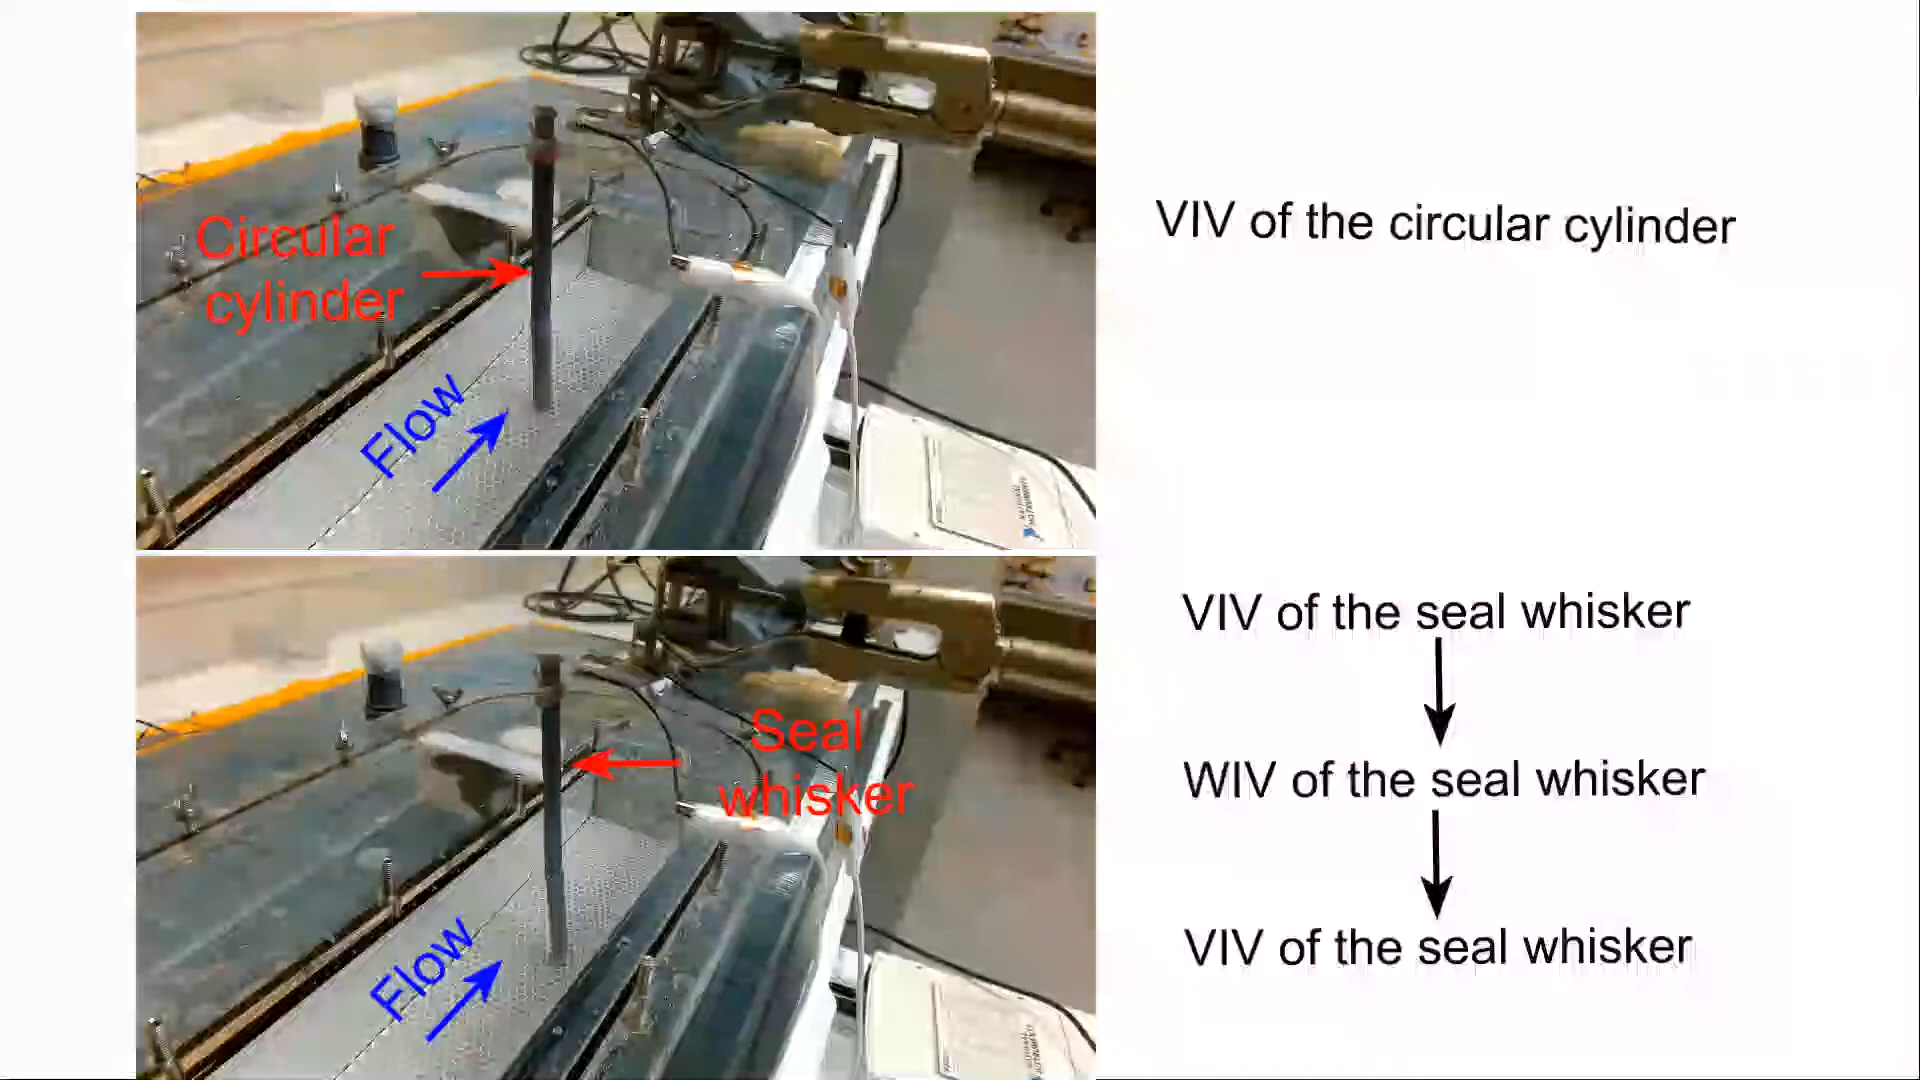 Circular
cylinder
Flow
VIV of the circular cylinder
Seal
whisker
Flow
VIV of the seal whisker
WIV of the seal whisker
VIV of the seal whisker